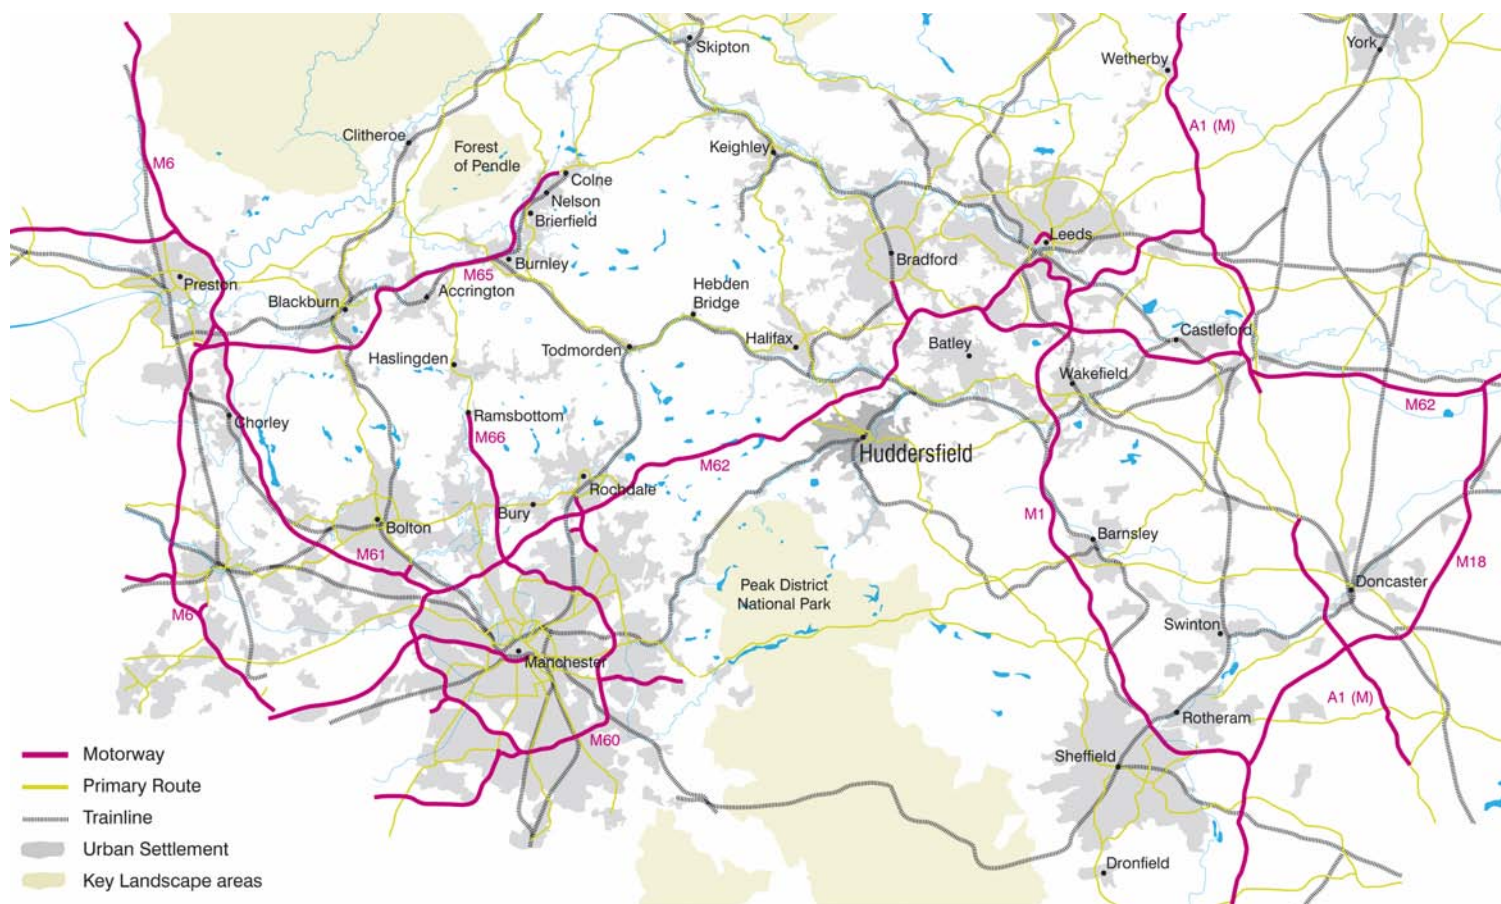 Skipton
York
Wetherby
A1 (M)
Clitheroe
Forest
of Pendle
Keighley
M6
Colne
Nelson
Brierfield
Leeds
Bradford
Burnley
M65
Preston
Accrington
Blackburn
Hebden
Bridge
Castleford
Halifax
Batley
Todmorden
Haslingden
Wakefield
M62
Ramsbottom
Chorley
M66
M62
Huddersfield
Rochdale
Bury
M1
Bolton
Barnsley
M61
M18
Peak District
National Park
Doncaster
M6
Swinton
Manchester
A1 (M)
Rotheram
M60
Sheffield
Dronfield
Motorway
Primary Route
Trainline
Urban Settlement
Key Landscape areas